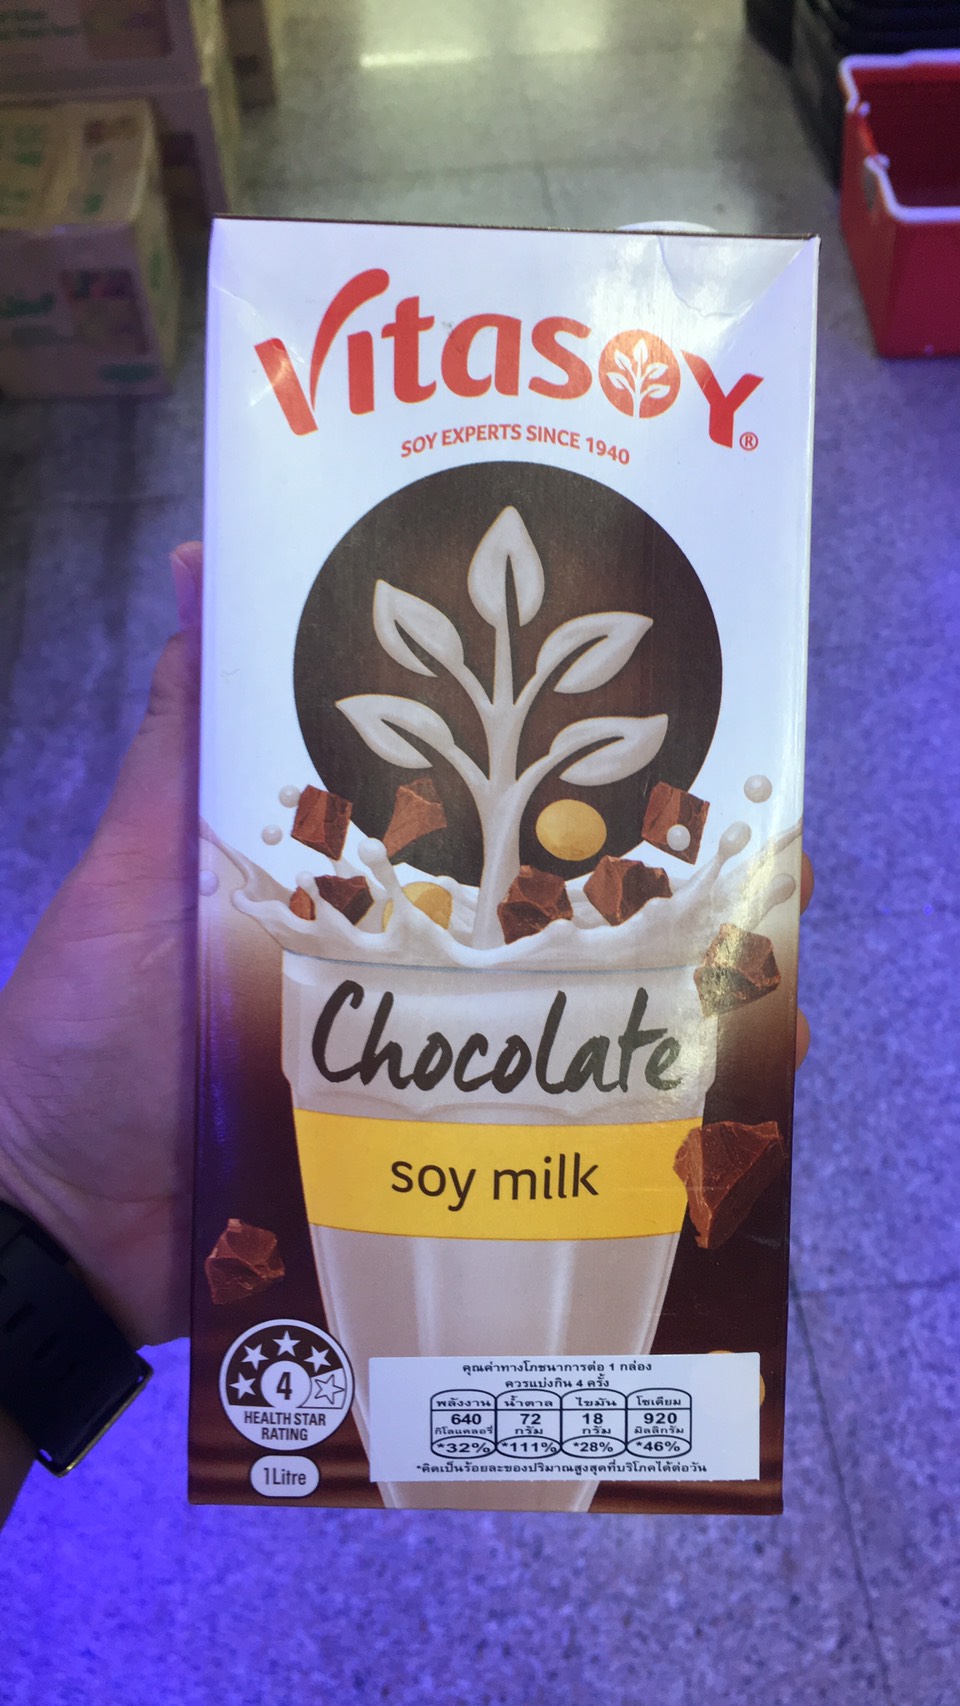 Vitasoy®
SOY EXPERTS SINCE 1940
Chocolate
soy milk
4
HEALTH STAR
RATING
1 Litre
คุณค่าทางโภชนาการต่อ 1 กล่อง
ควรแบ่งกิน 4 ครั้ง
พลังงาน น้ำตาล ไขมัน โซเดียม
640 72 18 920
กิโลแคลอรี กรัม กรัม มิลลิกรัม
*32% *111% *28% *46%
*คิดเป็นร้อยละของปริมาณสูงสุดที่บริโภคได้ต่อวัน